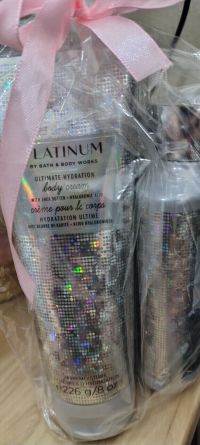 PLATINUM
BY BATH & BODY WORKS
ULTIMATE HYDRATION
body cream
WITH SHEA BUTTER + HYALURONIC ACID
crème pour le corps
HYDRATATION ULTIME
AVEC BEURRE DE KARITÉ + ACIDE HYALURONIQUE
226 g/8 oz